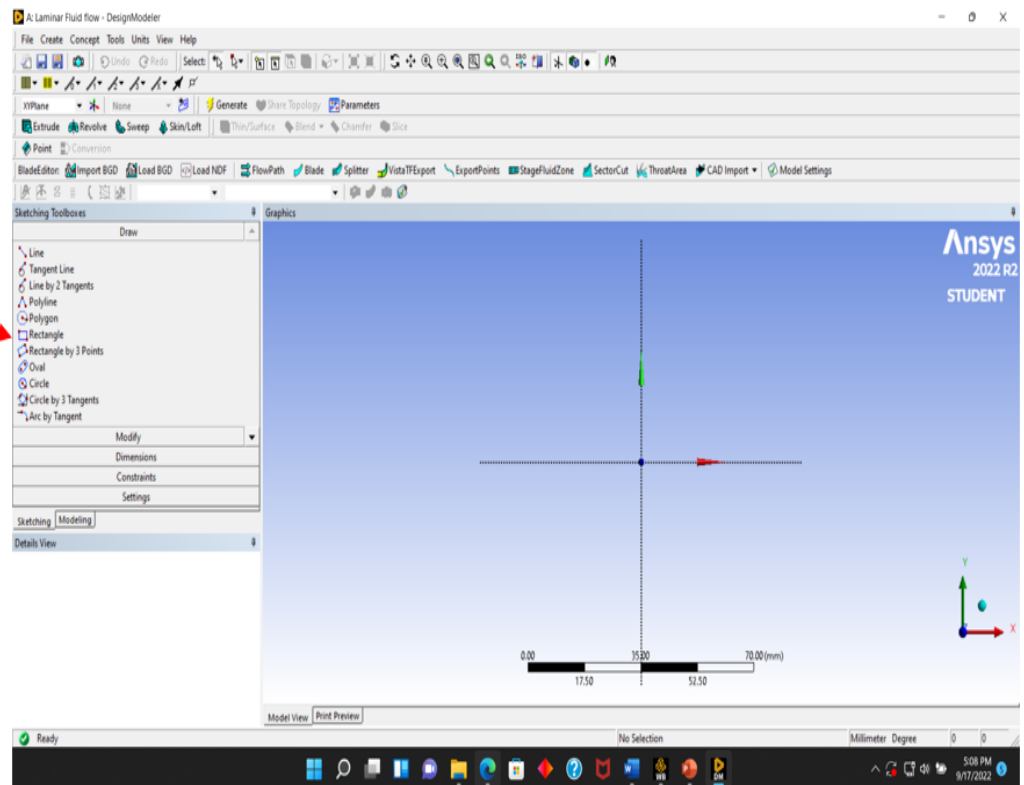 A: Laminar Fluid flow - DesignModeler
File Create Concept Tools Units View Help
Undo Redo Select:
XYPlane None Generate Share Topology Parameters
Extrude Revolve Sweep Skin/Loft Thin/Surface Blend Chamfer Slice
Point Conversion
BladeEditor: Import BGD Load BGD Load NDF FlowPath Blade Splitter VistaTFExport ExportPoints StageFluidZone SectorCut ThroatArea CAD Import Model Settings
Sketching Toolboxes
Draw
Line
Tangent Line
Line by 2 Tangents
Polyline
Polygon
Rectangle
Rectangle by 3 Points
Oval
Circle
Circle by 3 Tangents
Arc by Tangent
Modify
Dimensions
Constraints
Settings
Sketching Modeling
Details View
Graphics
Ansys
2022 R2
STUDENT
Y
X
0.00 35.00 70.00 (mm)
17.50 52.50
Model View Print Preview
Ready No Selection Millimeter Degree 0 0
WB DM
5:08 PM
9/17/2022
5